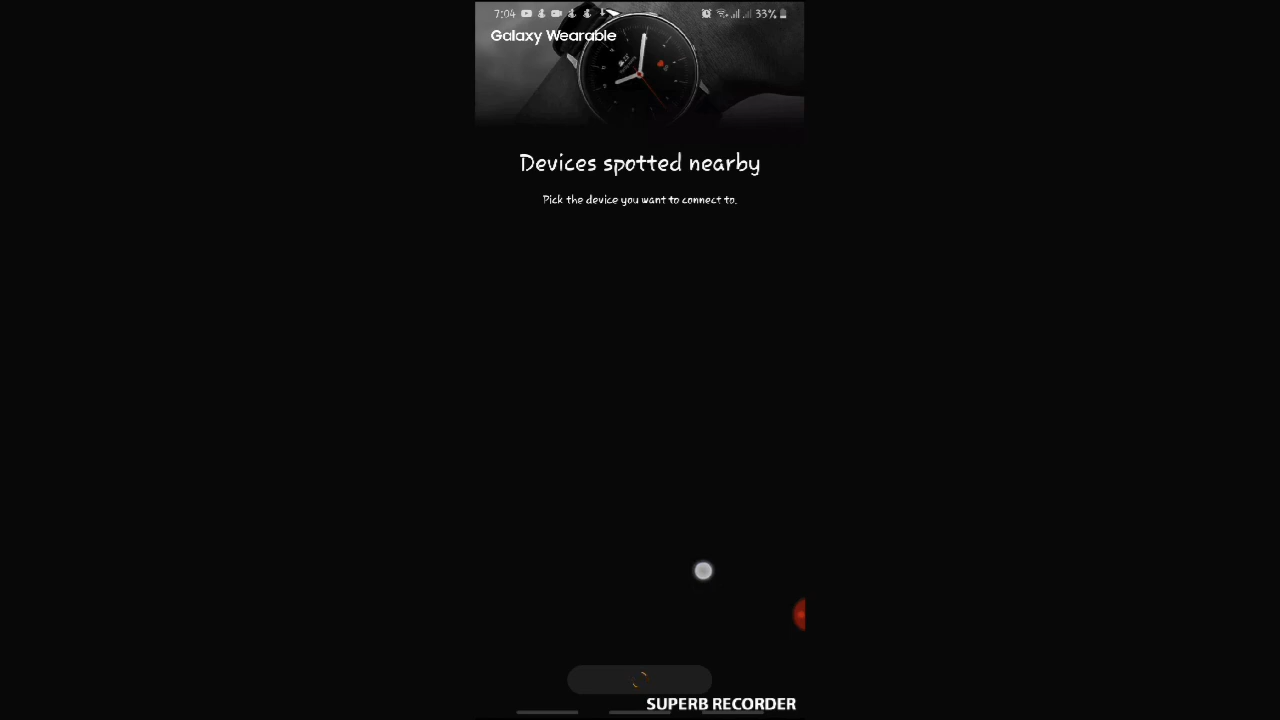 7:04 33%
Galaxy Wearable
Devices spotted nearby
Pick the device you want to connect to.
SUPERB RECORDER